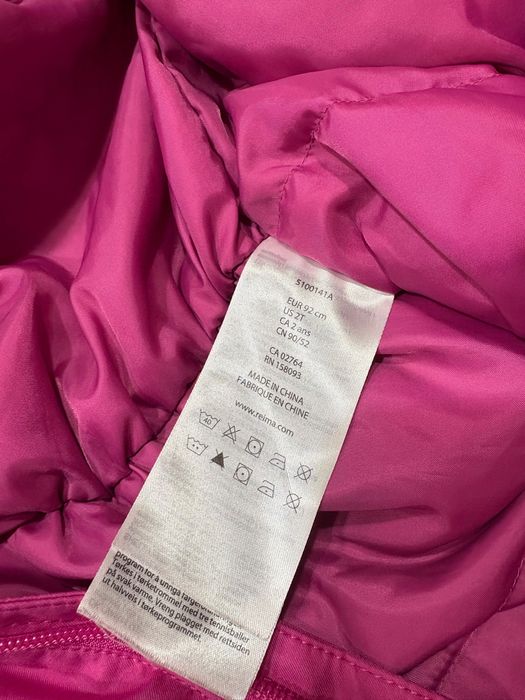 5100141A
EUR 92 cm
US 2T
CA 2 ans
CN 90/52
CA 02764
RN 158093
MADE IN CHINA
FABRIQUE EN CHINE
www.reima.com
40
program for å unngå
Tørkes i tørketrommel med tre tennisballer
på svak varme. Vreng plagget med rettsiden
ut halvveis i tørkeprogrammet.